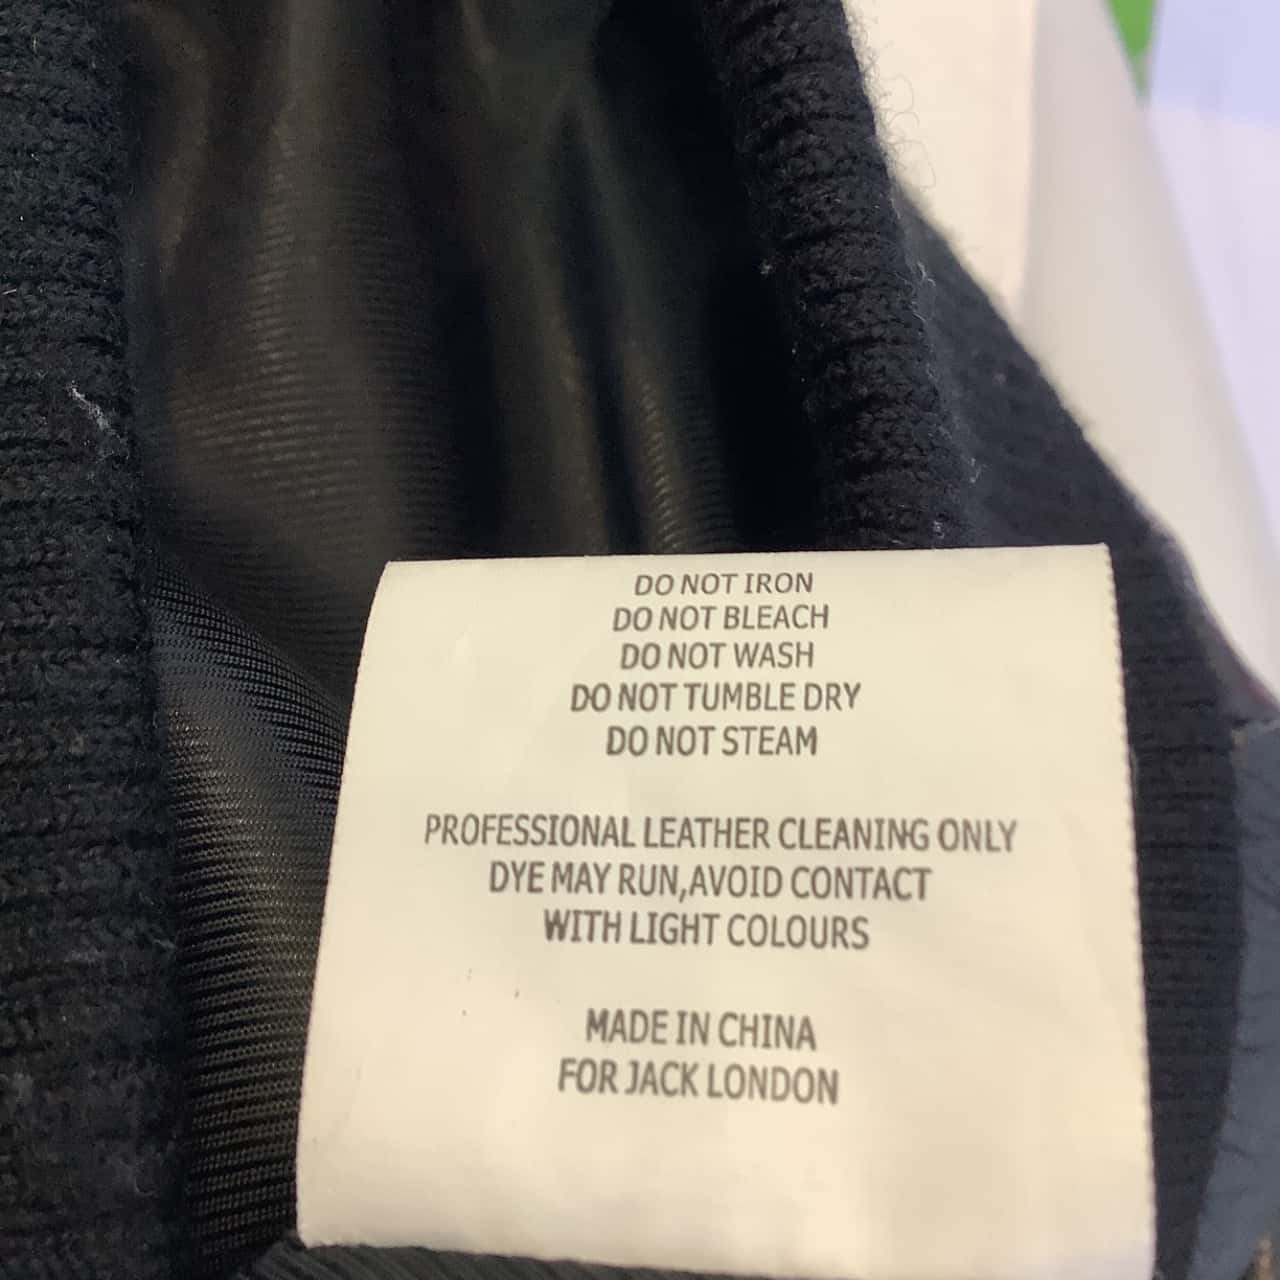 DO NOT IRON
DO NOT BLEACH
DO NOT WASH
DO NOT TUMBLE DRY
DO NOT STEAM
PROFESSIONAL LEATHER CLEANING ONLY
DYE MAY RUN,AVOID CONTACT
WITH LIGHT COLOURS
MADE IN CHINA
FOR JACK LONDON